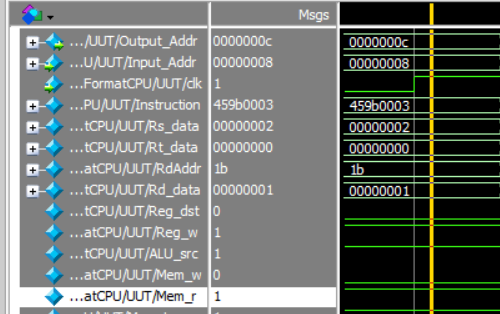 Msgs
.../UUT/Output_Addr 0000000c 0000000c
...U/UUT/Input_Addr 00000008 00000008
...FormatCPU/UUT/clk 1
...PU/UUT/Instruction 459b0003 459b0003
...tCPU/UUT/Rs_data 00000002 00000002
...tCPU/UUT/Rt_data 00000000 00000000
...atCPU/UUT/RdAddr 1b 1b
...tCPU/UUT/Rd_data 00000001 00000001
...tCPU/UUT/Reg_dst 0
...atCPU/UUT/Reg_w 1
...tCPU/UUT/ALU_src 1
...atCPU/UUT/Mem_w 0
...atCPU/UUT/Mem_r 1